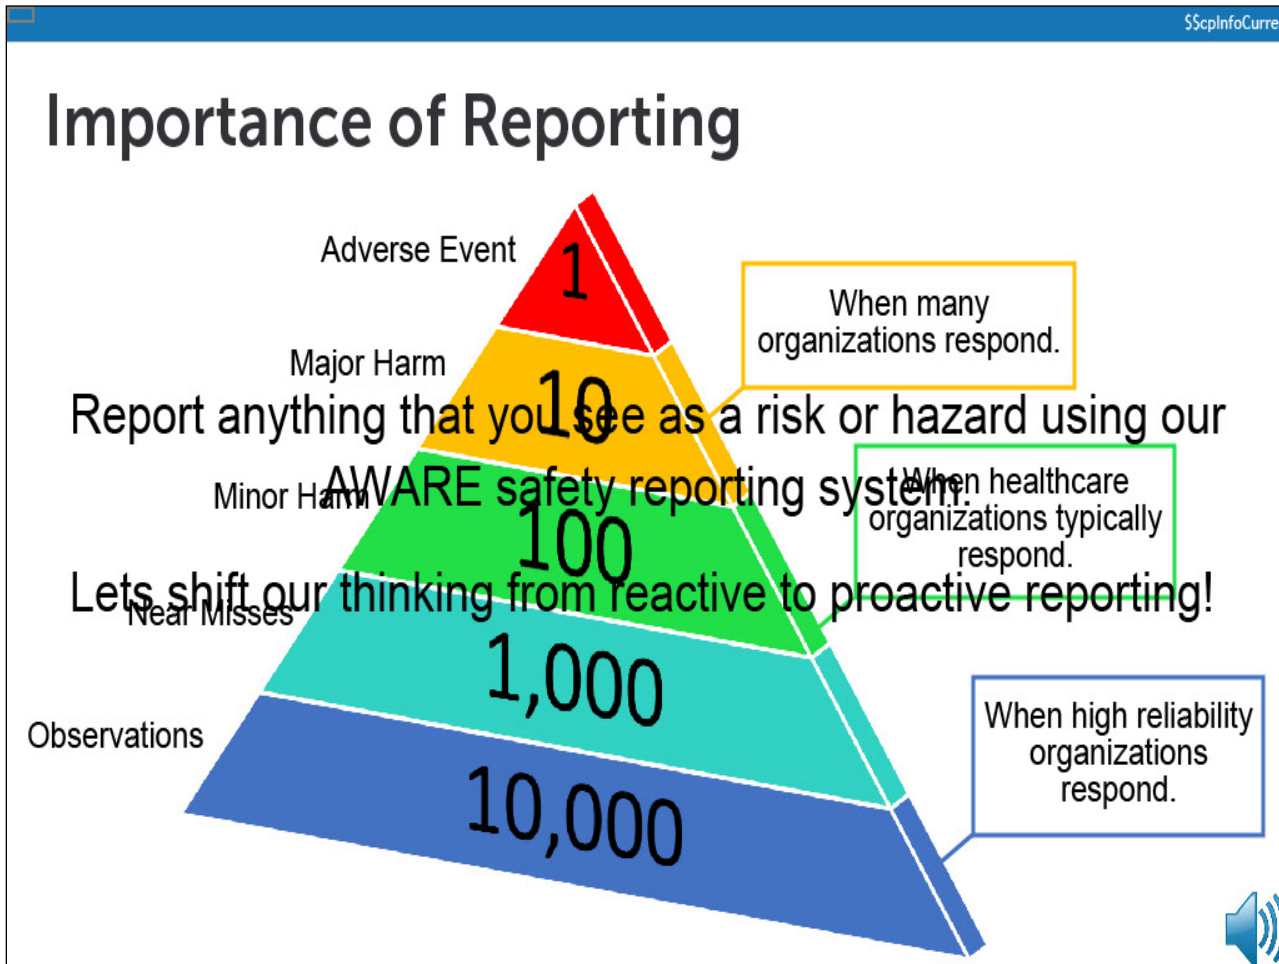 $$cpInfoCurre
Importance of Reporting
Adverse Event
1
When many
organizations respond.
Major Harm
10
Report anything that you see as a risk or hazard using our
AWARE safety reporting system.
Minor Harm
100
When healthcare
organizations typically
respond.
Lets shift our thinking from reactive to proactive reporting!
Near Misses
1,000
When high reliability
organizations
respond.
Observations
10,000